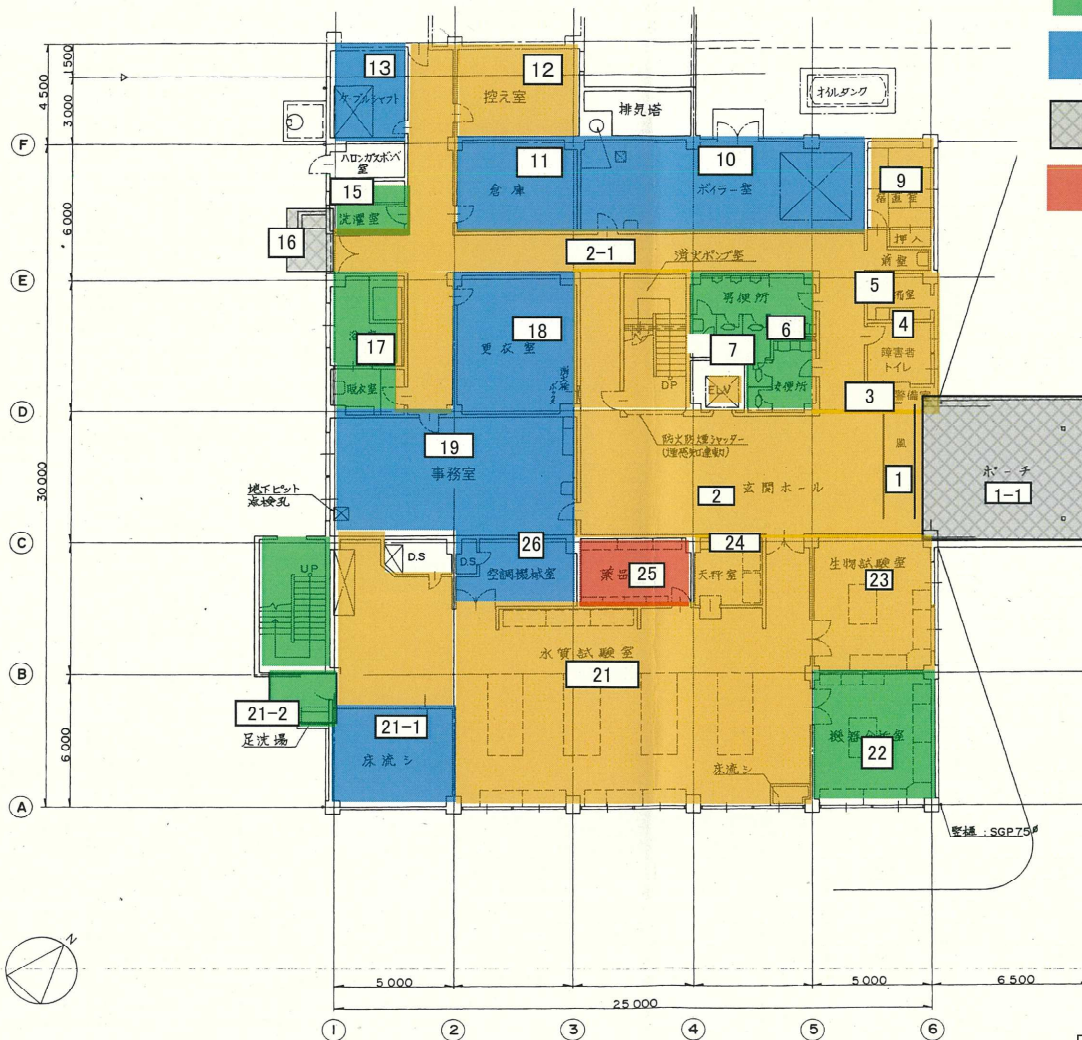 1500
4 500
3 000
6 000
30 000
6 000
F
E
D
C
B
A
13
ケーブルシャフト
12
控え室
排気塔
オイルタンク
ハロンガスボンベ
室
15
洗濯室
16
11
倉庫
10
ボイラー室
9
宿直室
押入
2-1
消火ポンプ室
5
4
障害者
トイレ
3
警備室
男便所
6
7
ELV
女便所
DP
17
脱衣室
18
更衣室
防火防煙シャッター
(煙感知連動)
19
事務室
地下ピット
点検孔
2
玄関ホール
1
ポーチ
1-1
D.S
D.S
26
空調機械室
薬品
25
24
天秤室
生物試験室
23
UP
水質試験室
21
21-2
足洗場
21-1
床流シ
床流シ
機器分析室
22
竪樋:SGP75φ
N
5 000
5 000
6 500
25 000
1
2
3
4
5
6